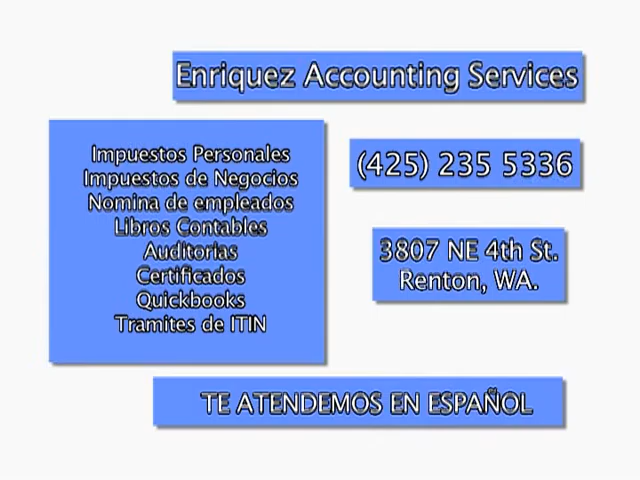 Enriquez Accounting Services
Impuestos Personales
Impuestos de Negocios
Nomina de empleados
Libros Contables
Auditorias
Certificados
Quickbooks
Tramites de ITIN
(425) 235 5336
3807 NE 4th St.
Renton, WA.
TE ATENDEMOS EN ESPAÑOL